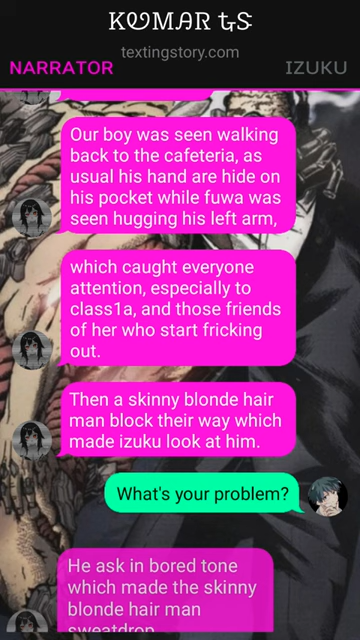 KUMAR GS
textingstory.com
NARRATOR
IZUKU
Our boy was seen walking
back to the cafeteria, as
usual his hand are hide on
his pocket while fuwa was
seen hugging his left arm,
which caught everyone
attention, especially to
class1a, and those friends
of her who start fricking
out.
Then a skinny blonde hair
man block their way which
made izuku look at him.
What's your problem?
He ask in bored tone
which made the skinny
blonde hair man
sweatdrop